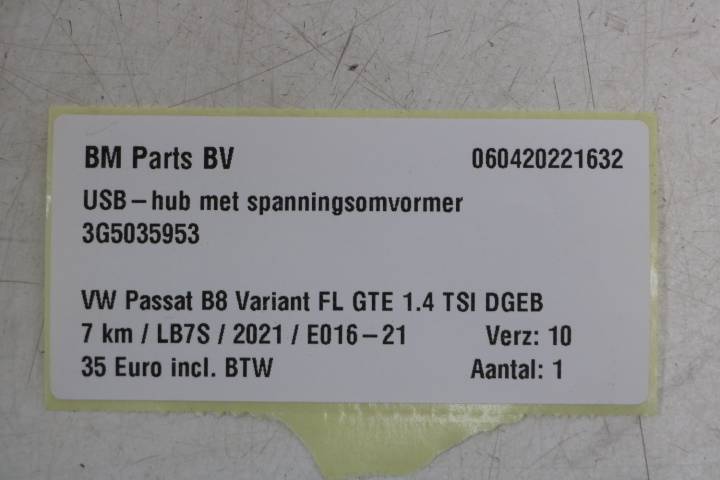 BM Parts BV 060420221632
USB-hub met spanningsomvormer
3G5035953
VW Passat B8 Variant FL GTE 1.4 TSI DGEB
7 km / LB7S / 2021 / E016-21 Verz: 10
35 Euro incl. BTW Aantal: 1